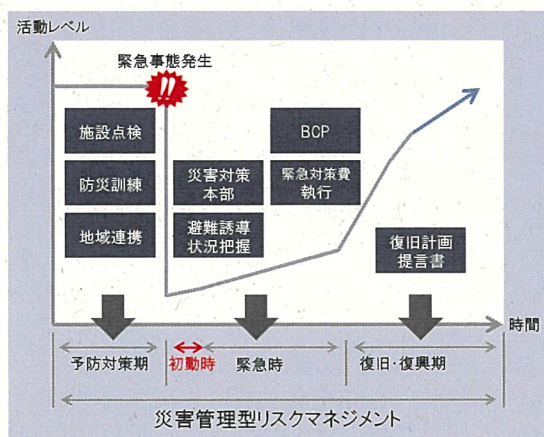 活動レベル
緊急事態発生
!!
施設点検
防災訓練
地域連携
災害対策
本部
避難誘導
状況把握
BCP
緊急対策費
執行
復旧計画
提言書
時間
予防対策期
初動時
緊急時
復旧・復興期
災害管理型リスクマネジメント